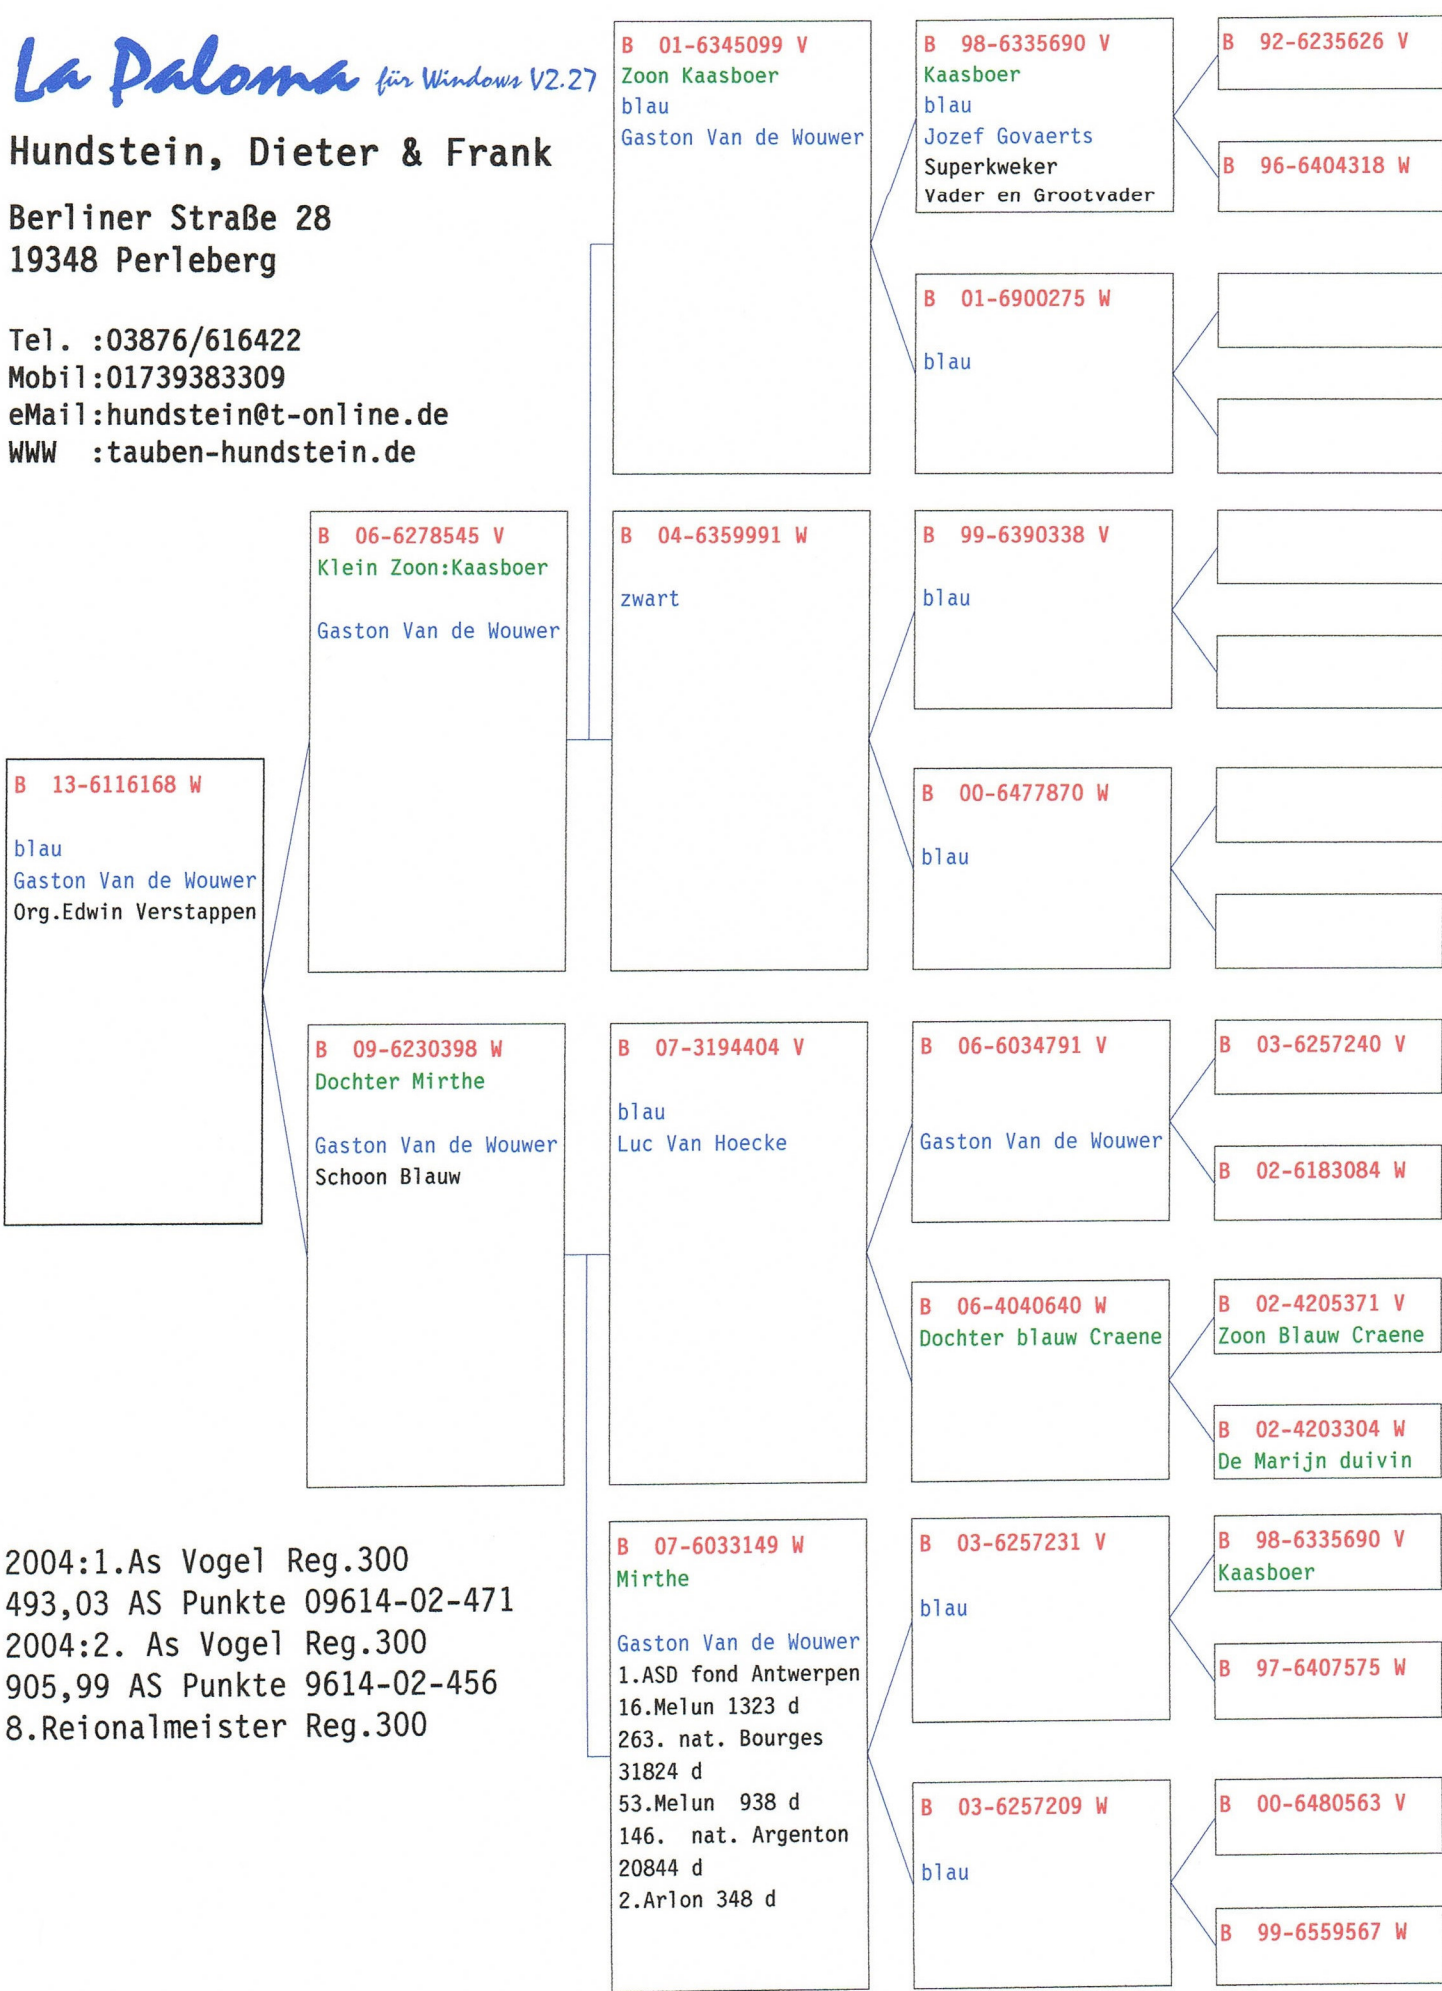 La Paloma für Windows V2.27
Hundstein, Dieter & Frank
Berliner Straße 28
19348 Perleberg
Tel. :03876/616422
Mobil:01739383309
eMail:hundstein@t-online.de
WWW :tauben-hundstein.de
B 13-6116168 W
blau
Gaston Van de Wouwer
Org.Edwin Verstappen
B 06-6278545 V
Klein Zoon:Kaasboer
Gaston Van de Wouwer
B 09-6230398 W
Dochter Mirthe
Gaston Van de Wouwer
Schoon Blauw
B 01-6345099 V
Zoon Kaasboer
blau
Gaston Van de Wouwer
B 04-6359991 W
zwart
B 07-3194404 V
blau
Luc Van Hoecke
B 07-6033149 W
Mirthe
Gaston Van de Wouwer
1.ASD fond Antwerpen
16.Melun 1323 d
263. nat. Bourges
31824 d
53.Melun 938 d
146. nat. Argenton
20844 d
2.Arlon 348 d
B 98-6335690 V
Kaasboer
blau
Jozef Govaerts
Superkweker
Vader en Grootvader
B 01-6900275 W
blau
B 99-6390338 V
blau
B 00-6477870 W
blau
B 06-6034791 V
Gaston Van de Wouwer
B 06-4040640 W
Dochter blauw Craene
B 03-6257231 V
blau
B 03-6257209 W
blau
B 92-6235626 V
B 96-6404318 W
B 03-6257240 V
B 02-6183084 W
B 02-4205371 V
Zoon Blauw Craene
B 02-4203304 W
De Marijn duivin
B 98-6335690 V
Kaasboer
B 97-6407575 W
B 00-6480563 V
B 99-6559567 W
2004:1.As Vogel Reg.300
493,03 AS Punkte 09614-02-471
2004:2. As Vogel Reg.300
905,99 AS Punkte 9614-02-456
8.Reionalmeister Reg.300